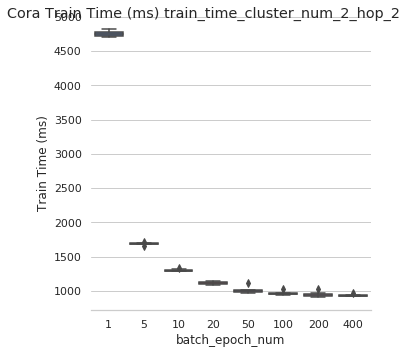 Cora Train Time (ms) train_time_cluster_num_2_hop_2
5000
4500
4000
3500
3000
2500
2000
1500
1000
Train Time (ms)
1 5 10 20 50 100 200 400
batch_epoch_num